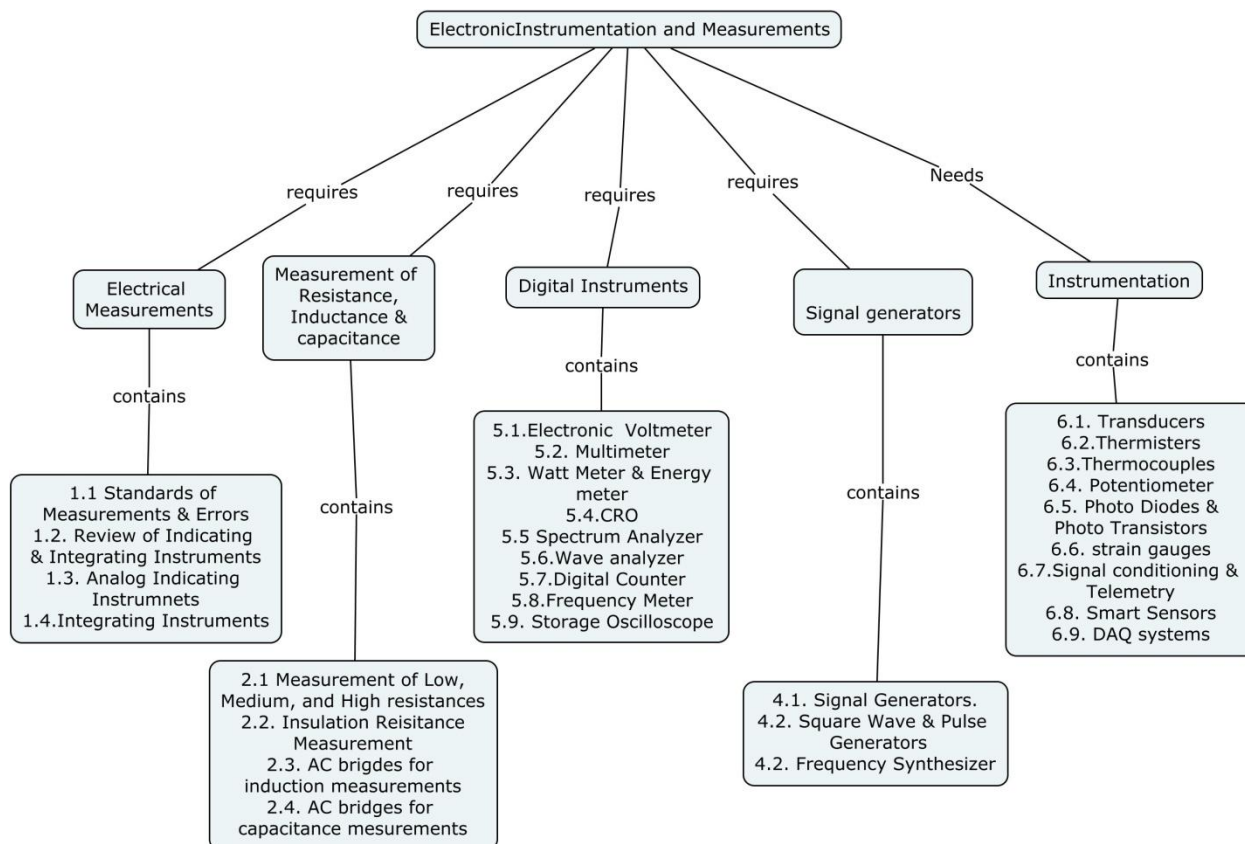 ElectronicInstrumentation and Measurements
requires
requires
requires
requires
Needs
Electrical
Measurements
Measurement of
Resistance,
Inductance &
capacitance
Digital Instruments
Signal generators
Instrumentation
contains
contains
contains
contains
contains
1.1 Standards of
Measurements & Errors
1.2. Review of Indicating
& Integrating Instruments
1.3. Analog Indicating
Instrumnets
1.4.Integrating Instruments
2.1 Measurement of Low,
Medium, and High resistances
2.2. Insulation Reisitance
Measurement
2.3. AC brigdes for
induction measurements
2.4. AC bridges for
capacitance mesurements
5.1.Electronic  Voltmeter
5.2. Multimeter
5.3. Watt Meter & Energy
meter
5.4.CRO
5.5 Spectrum Analyzer
5.6.Wave analyzer
5.7.Digital Counter
5.8.Frequency Meter
5.9. Storage Oscilloscope
4.1. Signal Generators.
4.2. Square Wave & Pulse
Generators
4.2. Frequency Synthesizer
6.1. Transducers
6.2.Thermisters
6.3.Thermocouples
6.4. Potentiometer
6.5. Photo Diodes &
Photo Transistors
6.6. strain gauges
6.7.Signal conditioning &
Telemetry
6.8. Smart Sensors
6.9. DAQ systems